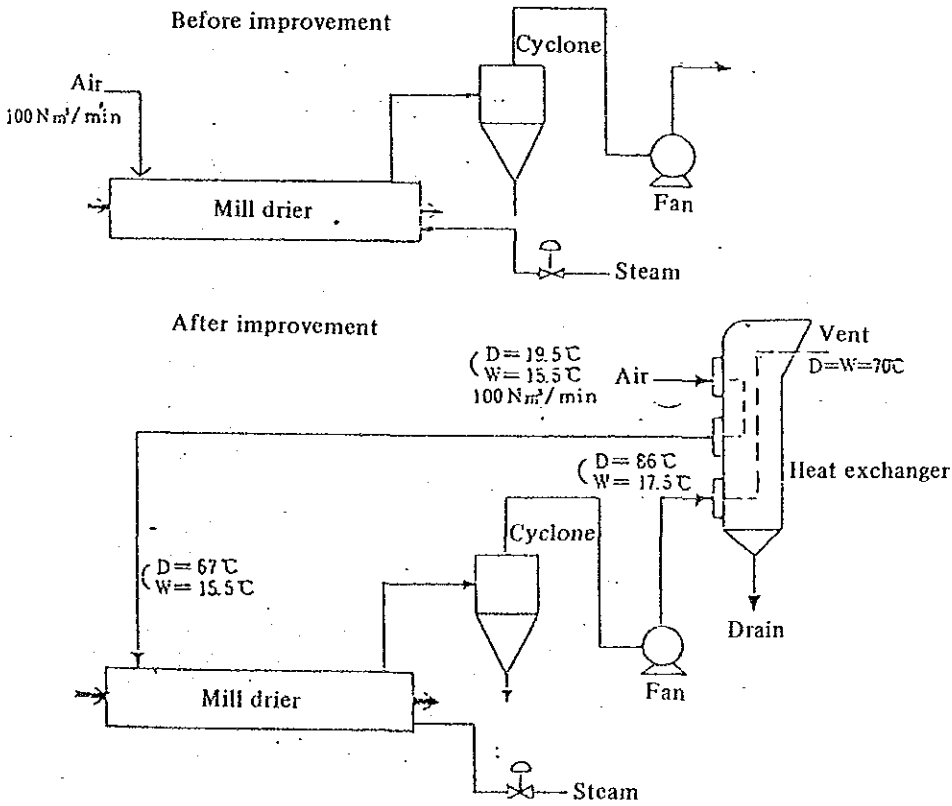 Before improvement
Cyclone
Air
100 Nm³/min
Mill drier
Fan
Steam
After improvement
D=19.5℃
W=15.5℃
100 Nm³/min
Air
Vent
D=W=70℃
D=86℃
W=17.5℃
Heat exchanger
Cyclone
D=67℃
W=15.5℃
Drain
Mill drier
Fan
Steam